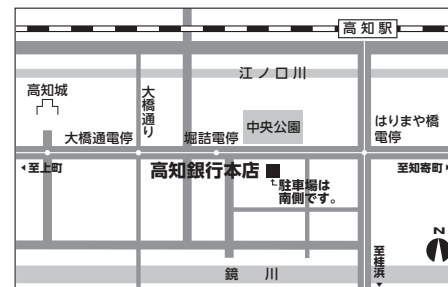 高知駅
江ノ口川
高知城
大橋通り
中央公園
はりまや橋
電停
大橋通電停
堀詰電停
◂至上町
高知銀行本店■
至知寄町▸
駐車場は
南側です。
N
至桂浜▸
鏡 川